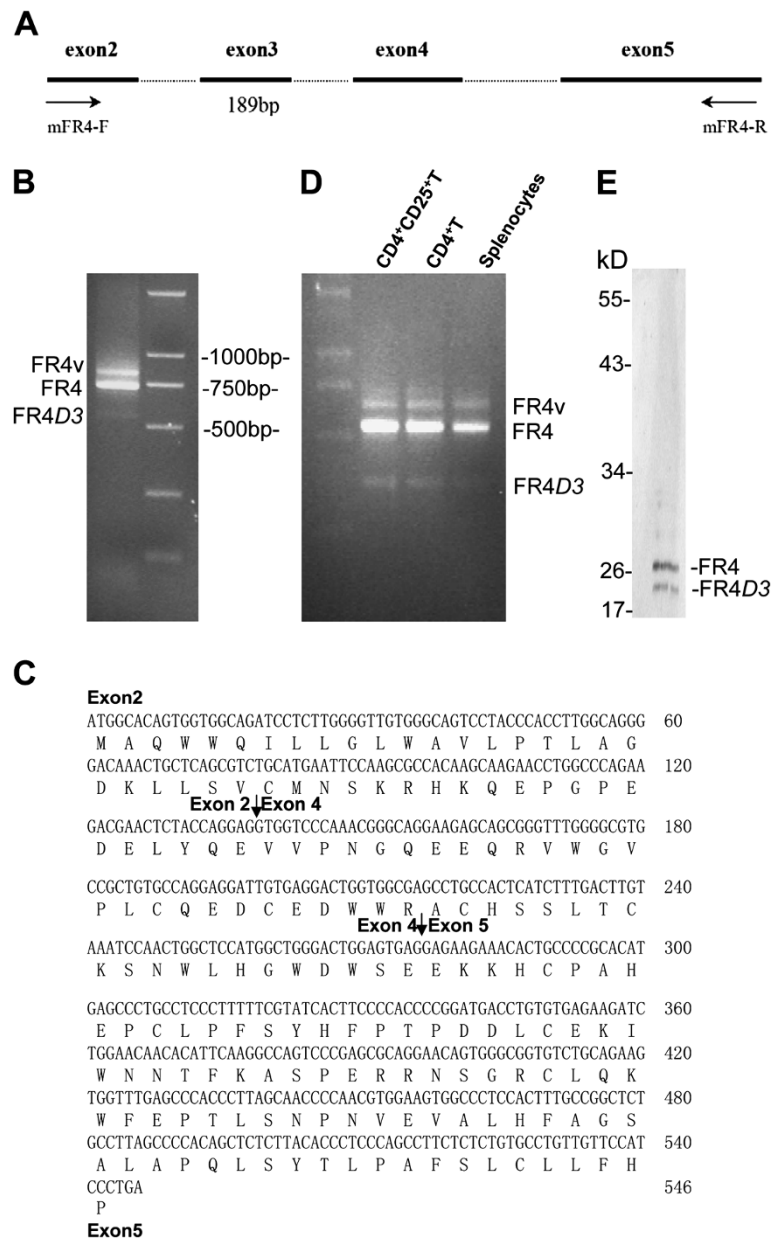 A
exon2 exon3 exon4 exon5
189bp
mFR4-F mFR4-R
B
FR4v
FR4
FR4D3
-1000bp-
-750bp-
-500bp-
D
CD4+CD25+T
CD4+T
Splenocytes
FR4v
FR4
FR4D3
E
kD
55-
43-
34-
26-
17-
-FR4
-FR4D3
C
Exon2
ATGGCACAGTGGTGGCAGATCCTCTTGGGGTTGTGGGCAGTCCTACCCACCTTGGCAGGG 60
M A Q W W Q I L L G L W A V L P T L A G
GACAAACTGCTCAGCGTCTGCATGAATTCCAAGCGCCACAAGCAAGAACCTGGCCCAGAA 120
D K L L S V C M N S K R H K Q E P G P E
Exon 2 Exon 4
GACGAACTCTACCAGGAGGTGGTCCCAAACGGGCAGGAAGAGCAGCGGGTTTGGGGCGTG 180
D E L Y Q E V V P N G Q E E Q R V W G V
CCGCTGTGCCAGGAGGATTGTGAGGACTGGTGGCGAGCCTGCCACTCATCTTTGACTTGT 240
P L C Q E D C E D W W R A C H S S L T C
Exon 4 Exon 5
AAATCCAACTGGCTCCATGGCTGGGACTGGAGTGAGGAGAAGAAACACTGCCCCGCACAT 300
K S N W L H G W D W S E E K K H C P A H
GAGCCCTGCCTCCCTTTTTCGTATCACTTCCCCACCCCGGATGACCTGTGTGAGAAGATC 360
E P C L P F S Y H F P T P D D L C E K I
TGGAACAACACATTCAAGGCCAGTCCCGAGCGCAGGAACAGTGGGCGGTGTCTGCAGAAG 420
W N N T F K A S P E R R N S G R C L Q K
TGGTTTGAGCCCACCCTTAGCAACCCCAACGTGGAAGTGGCCCTCCACTTTGCCGGCTCT 480
W F E P T L S N P N V E V A L H F A G S
GCCTTAGCCCCACAGCTCTCTTACACCCTCCCAGCCTTCTCTCTGTGCCTGTTGTTCCAT 540
A L A P Q L S Y T L P A F S L C L L F H
CCCTGA 546
P
Exon5